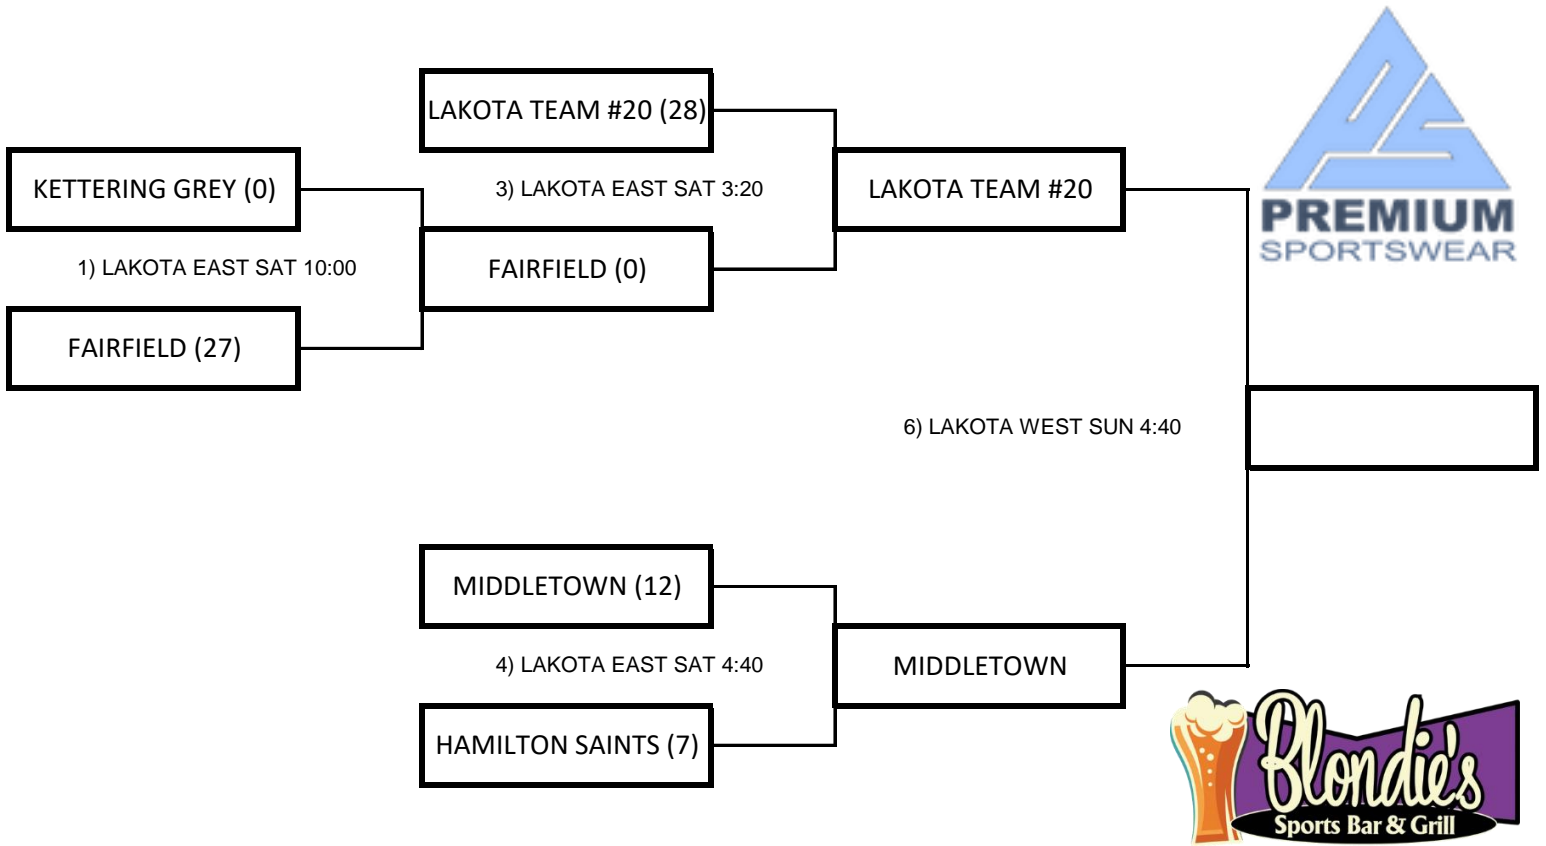 LAKOTA TEAM #20 (28)
KETTERING GREY (0)
3) LAKOTA EAST SAT 3:20
LAKOTA TEAM #20
PREMIUM
SPORTSWEAR
1) LAKOTA EAST SAT 10:00
FAIRFIELD (0)
FAIRFIELD (27)
6) LAKOTA WEST SUN 4:40
MIDDLETOWN (12)
4) LAKOTA EAST SAT 4:40
MIDDLETOWN
HAMILTON SAINTS (7)
Blondie's
Sports Bar & Grill